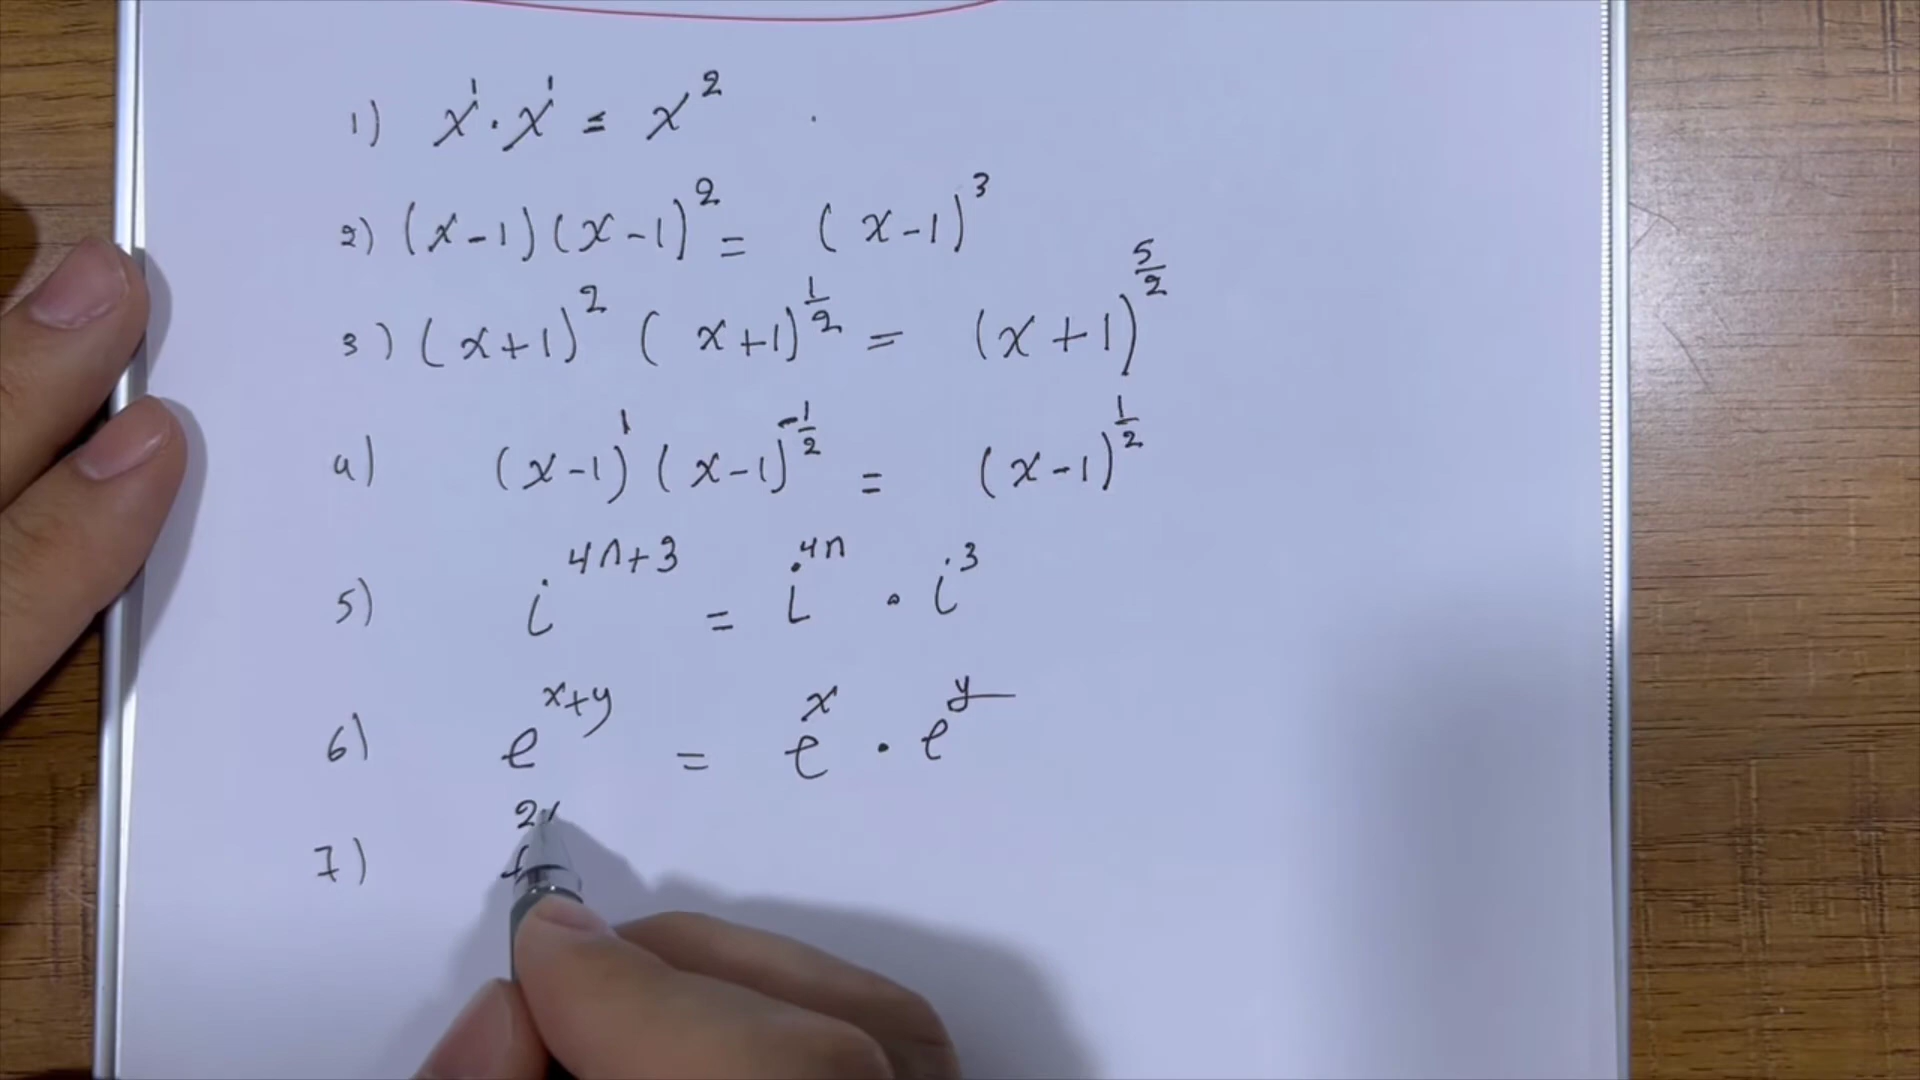 1) x¹ · x¹ = x²
2) (x-1)(x-1)² = (x-1)³
3) (x+1)² (x+1)^½ = (x+1)^5/2
4) (x-1)¹ (x-1)^-½ = (x-1)^½
5) i^4n+3 = i^4n · i³
6) e^x+y = e^x · e^y
7)